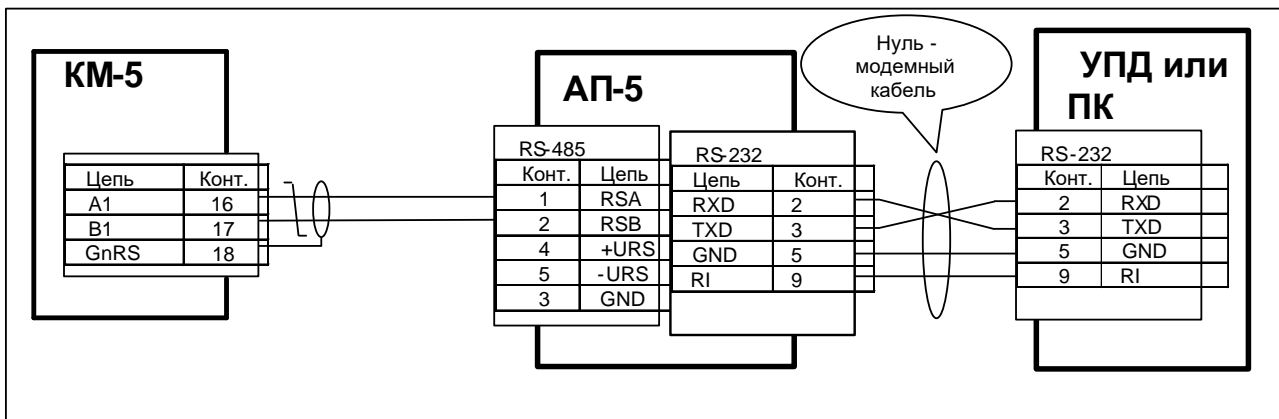 КМ-5
Цепь Конт.
A1 16
B1 17
GnRS 18
АП-5
RS-485
Конт. Цепь
1 RSA
2 RSB
4 +URS
5 -URS
3 GND
RS-232
Цепь Конт.
RXD 2
TXD 3
GND 5
RI 9
Нуль -
модемный
кабель
УПД или
ПК
RS-232
Конт. Цепь
2 RXD
3 TXD
5 GND
9 RI